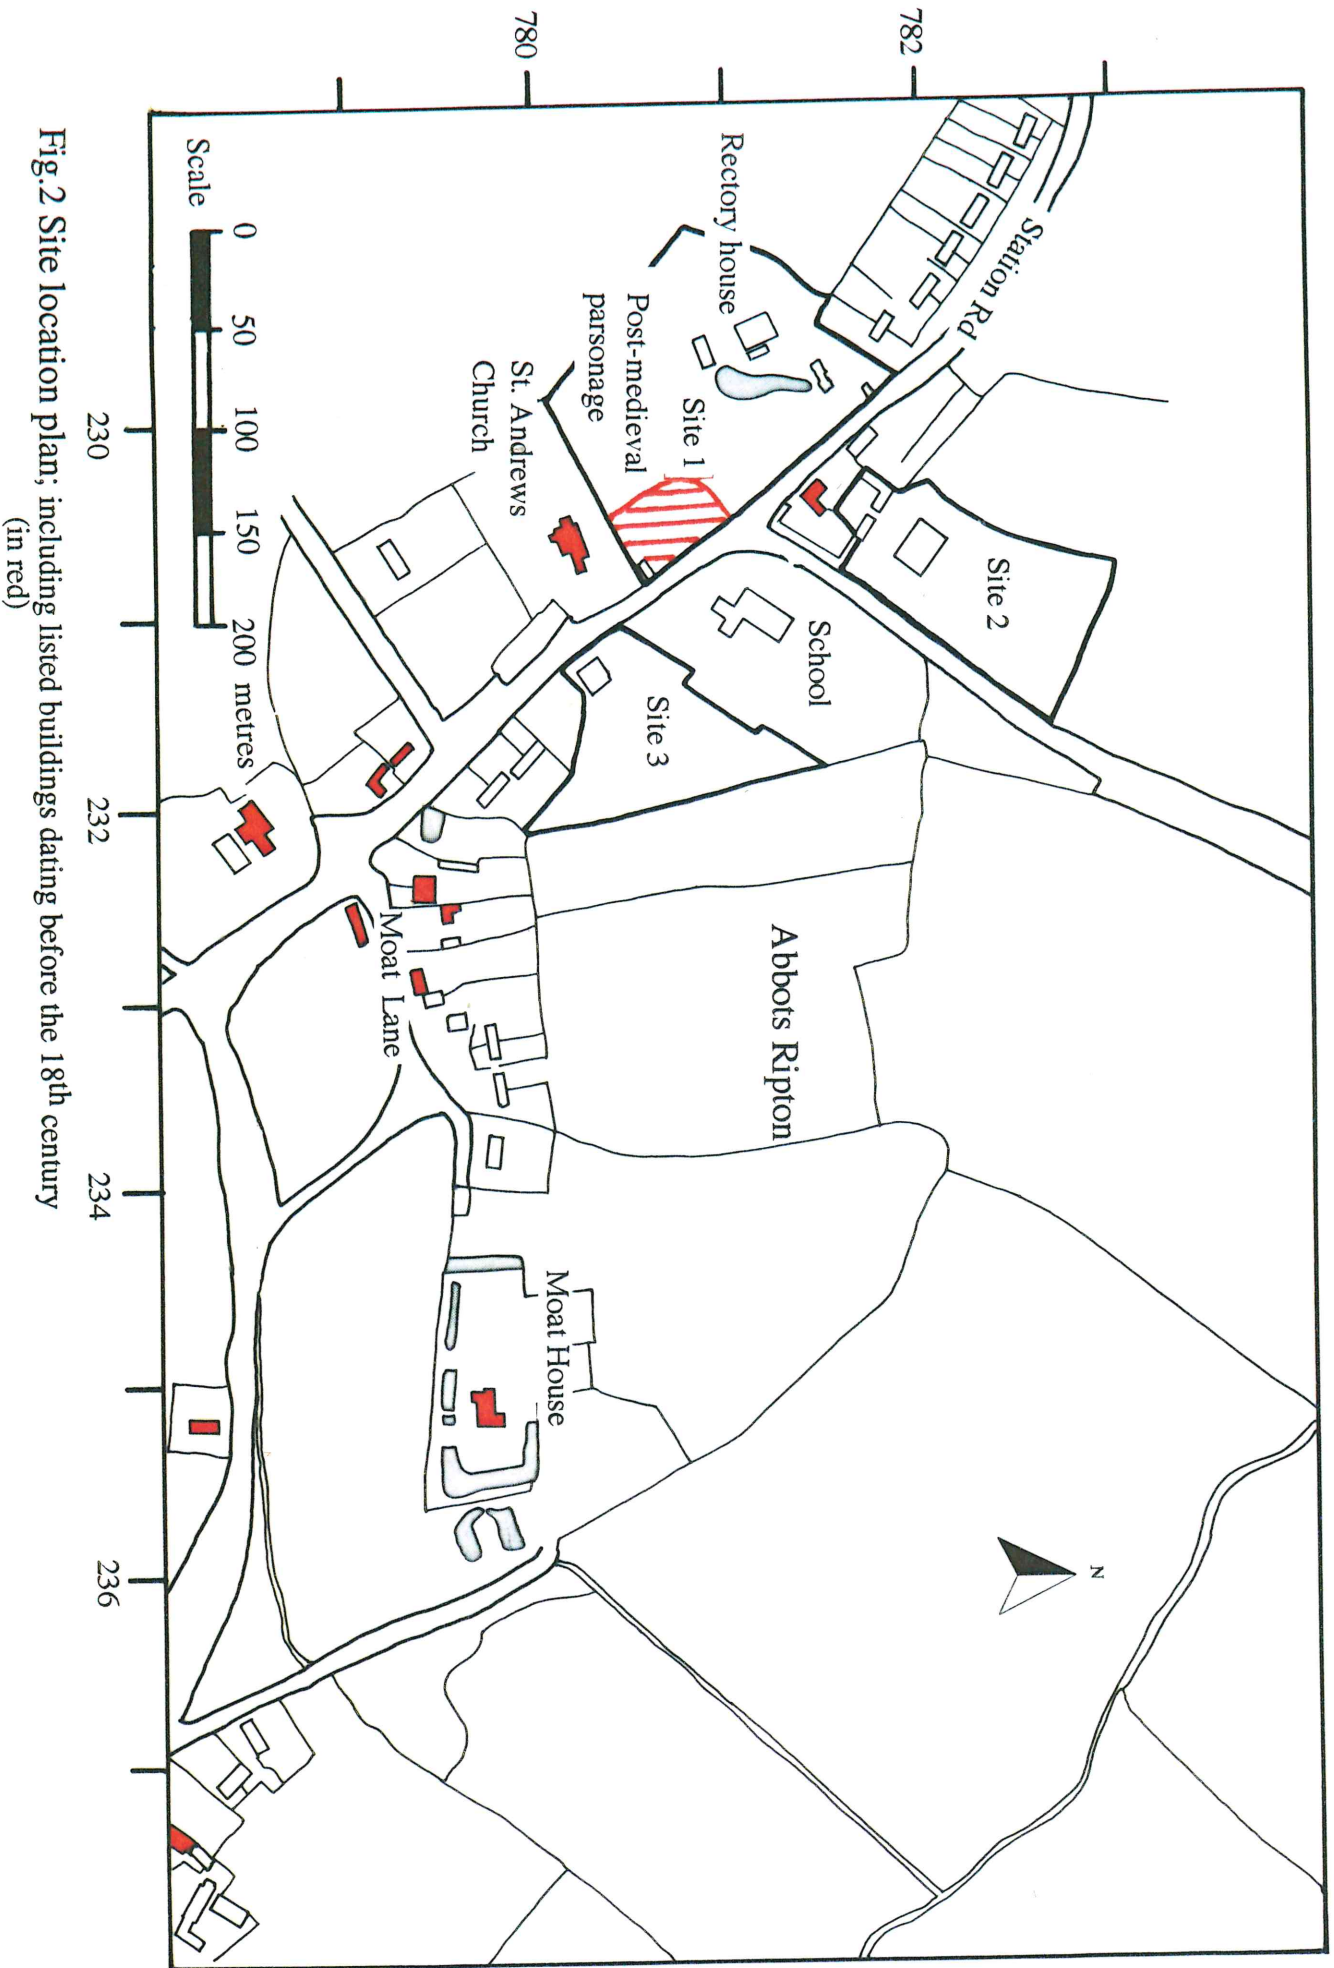 782
780
Station Rd
Rectory house
Post-medieval
parsonage
Site 1
St. Andrews
Church
Site 2
School
Site 3
Abbots Ripton
Moat Lane
Moat House
N
Scale
0 50 100 150 200 metres
230 232 234 236
Fig.2 Site location plan; including listed buildings dating before the 18th century
(in red)